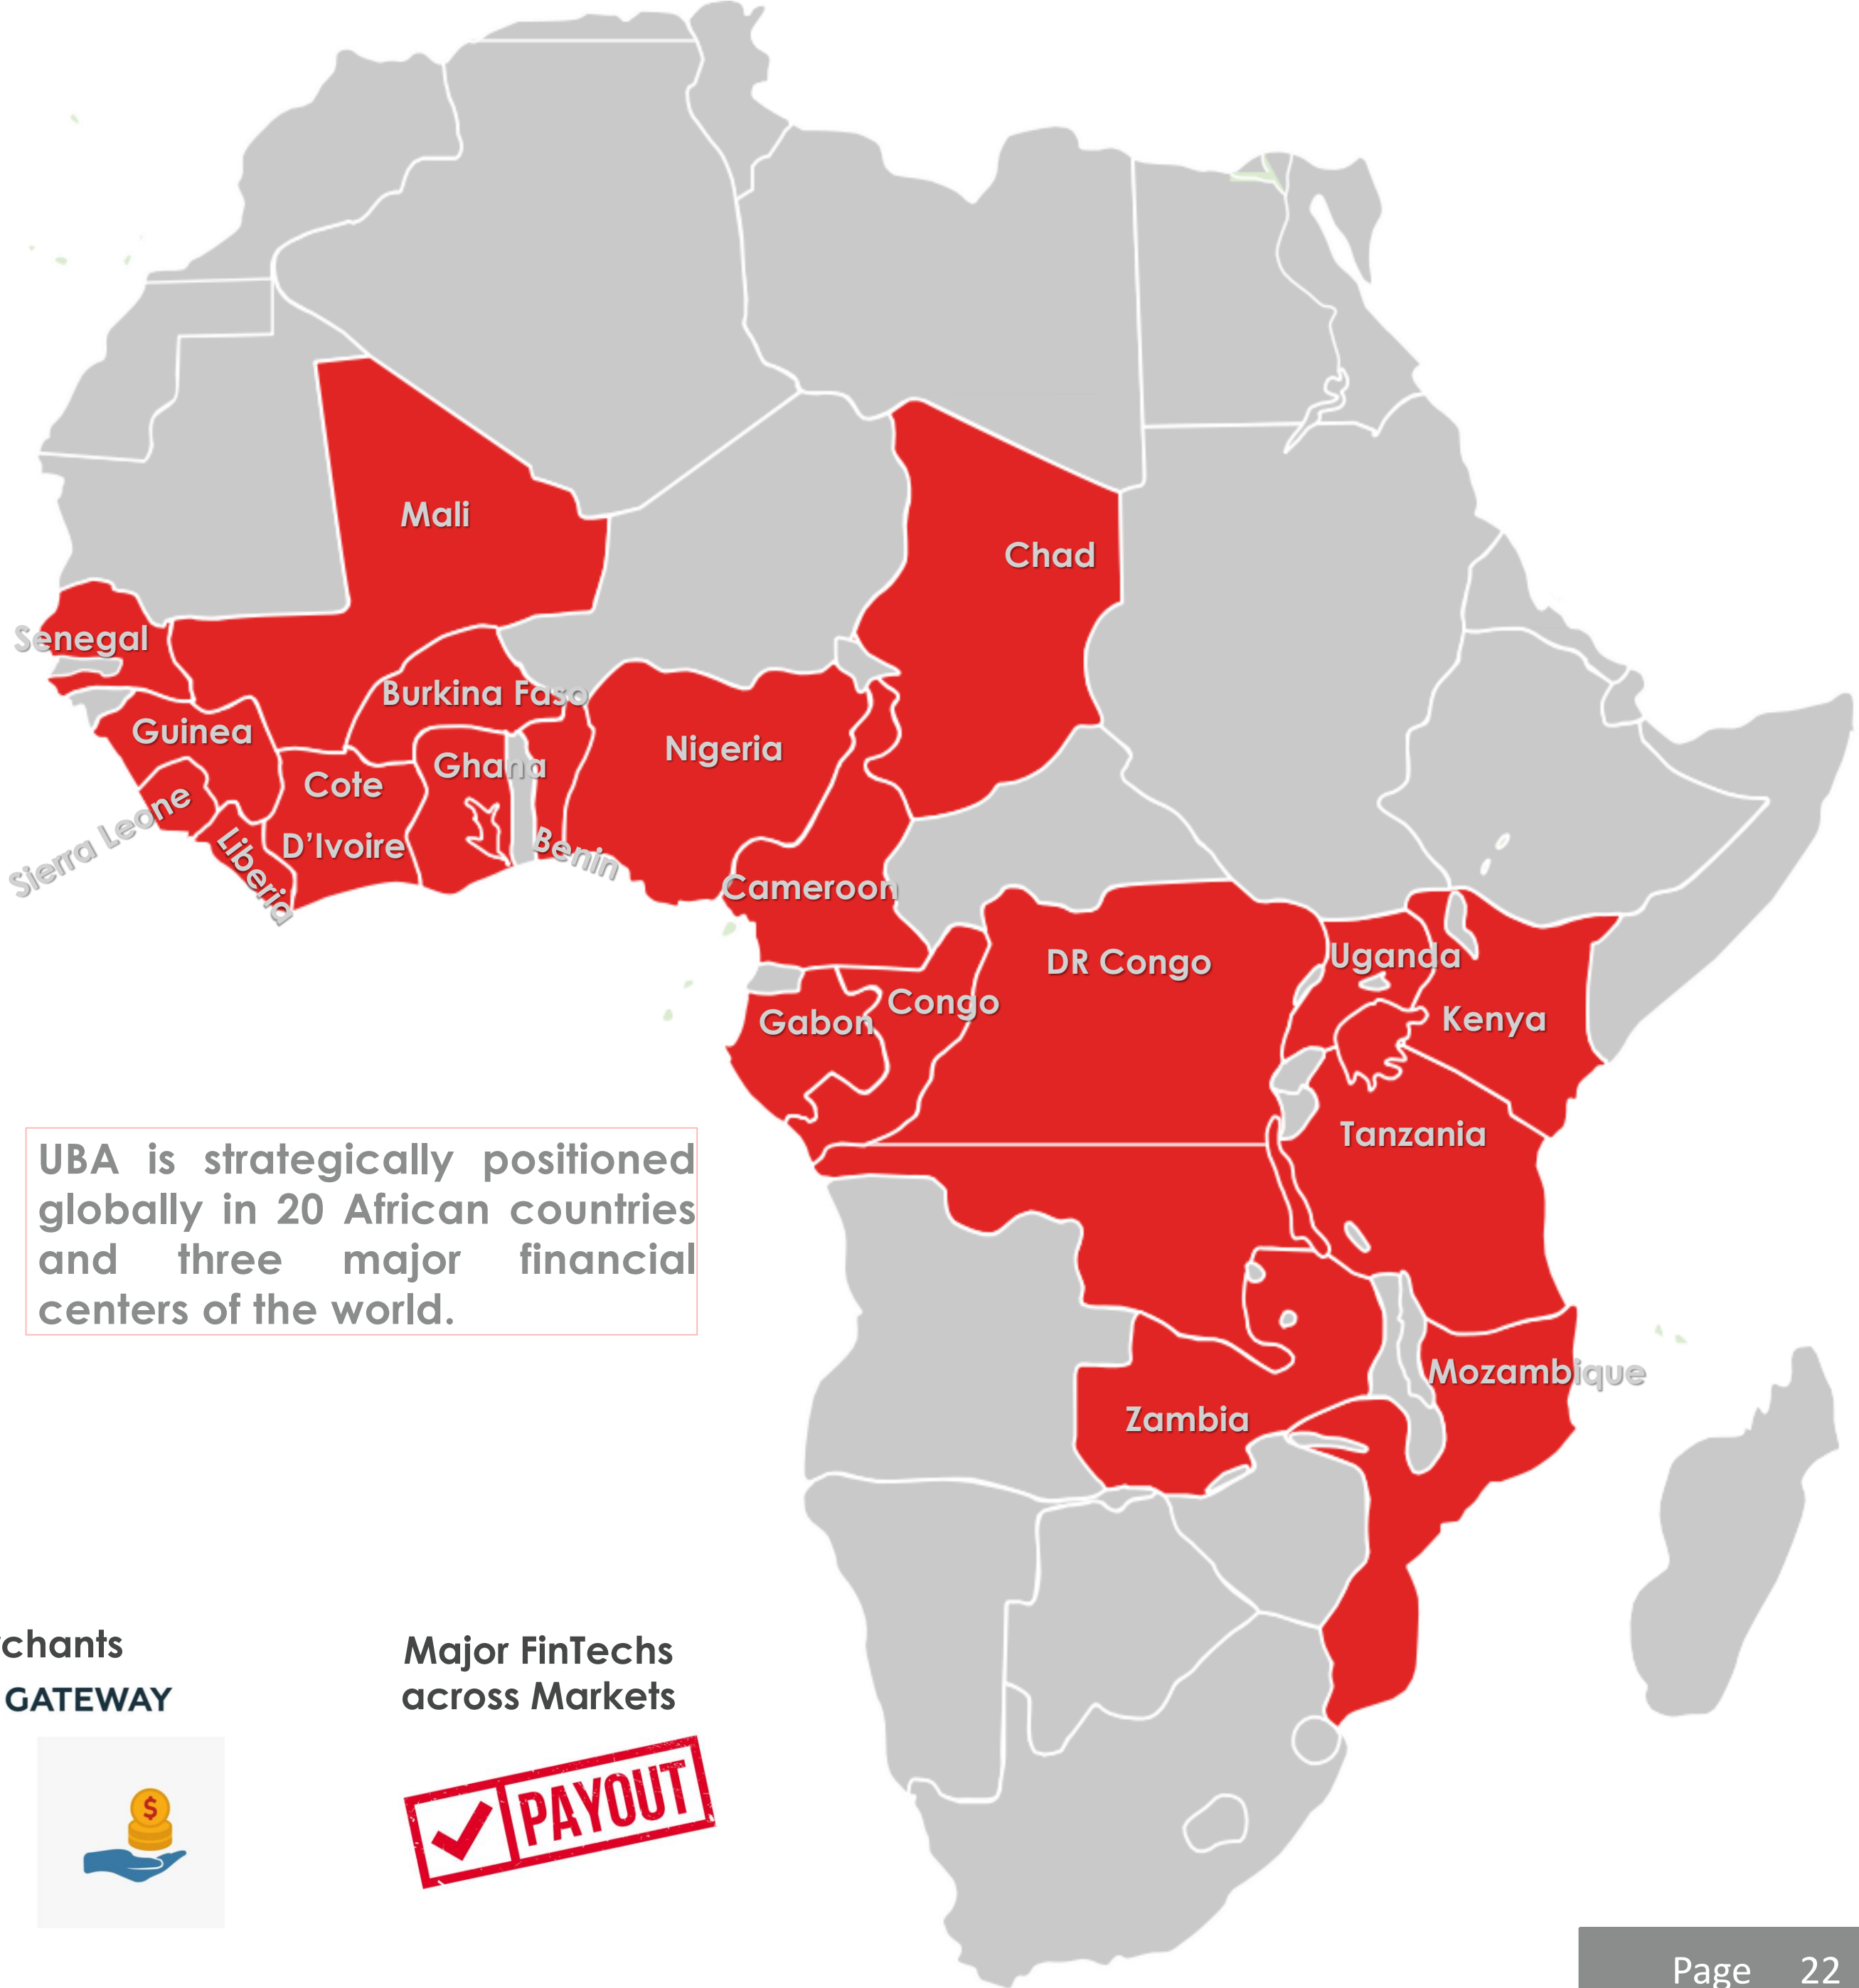 Mali
Chad
Senegal
Burkina Faso
Guinea
Nigeria
Ghana
Cote
D’Ivoire
Sierra Leone
Liberia
Benin
Cameroon
DR Congo
Uganda
Congo
Gabon
Kenya
Tanzania
UBA is strategically positioned
globally in 20 African countries
and three major financial
centers of the world.
Mozambique
Zambia
chants
GATEWAY
Major FinTechs
across Markets
$
PAYOUT
Page 22